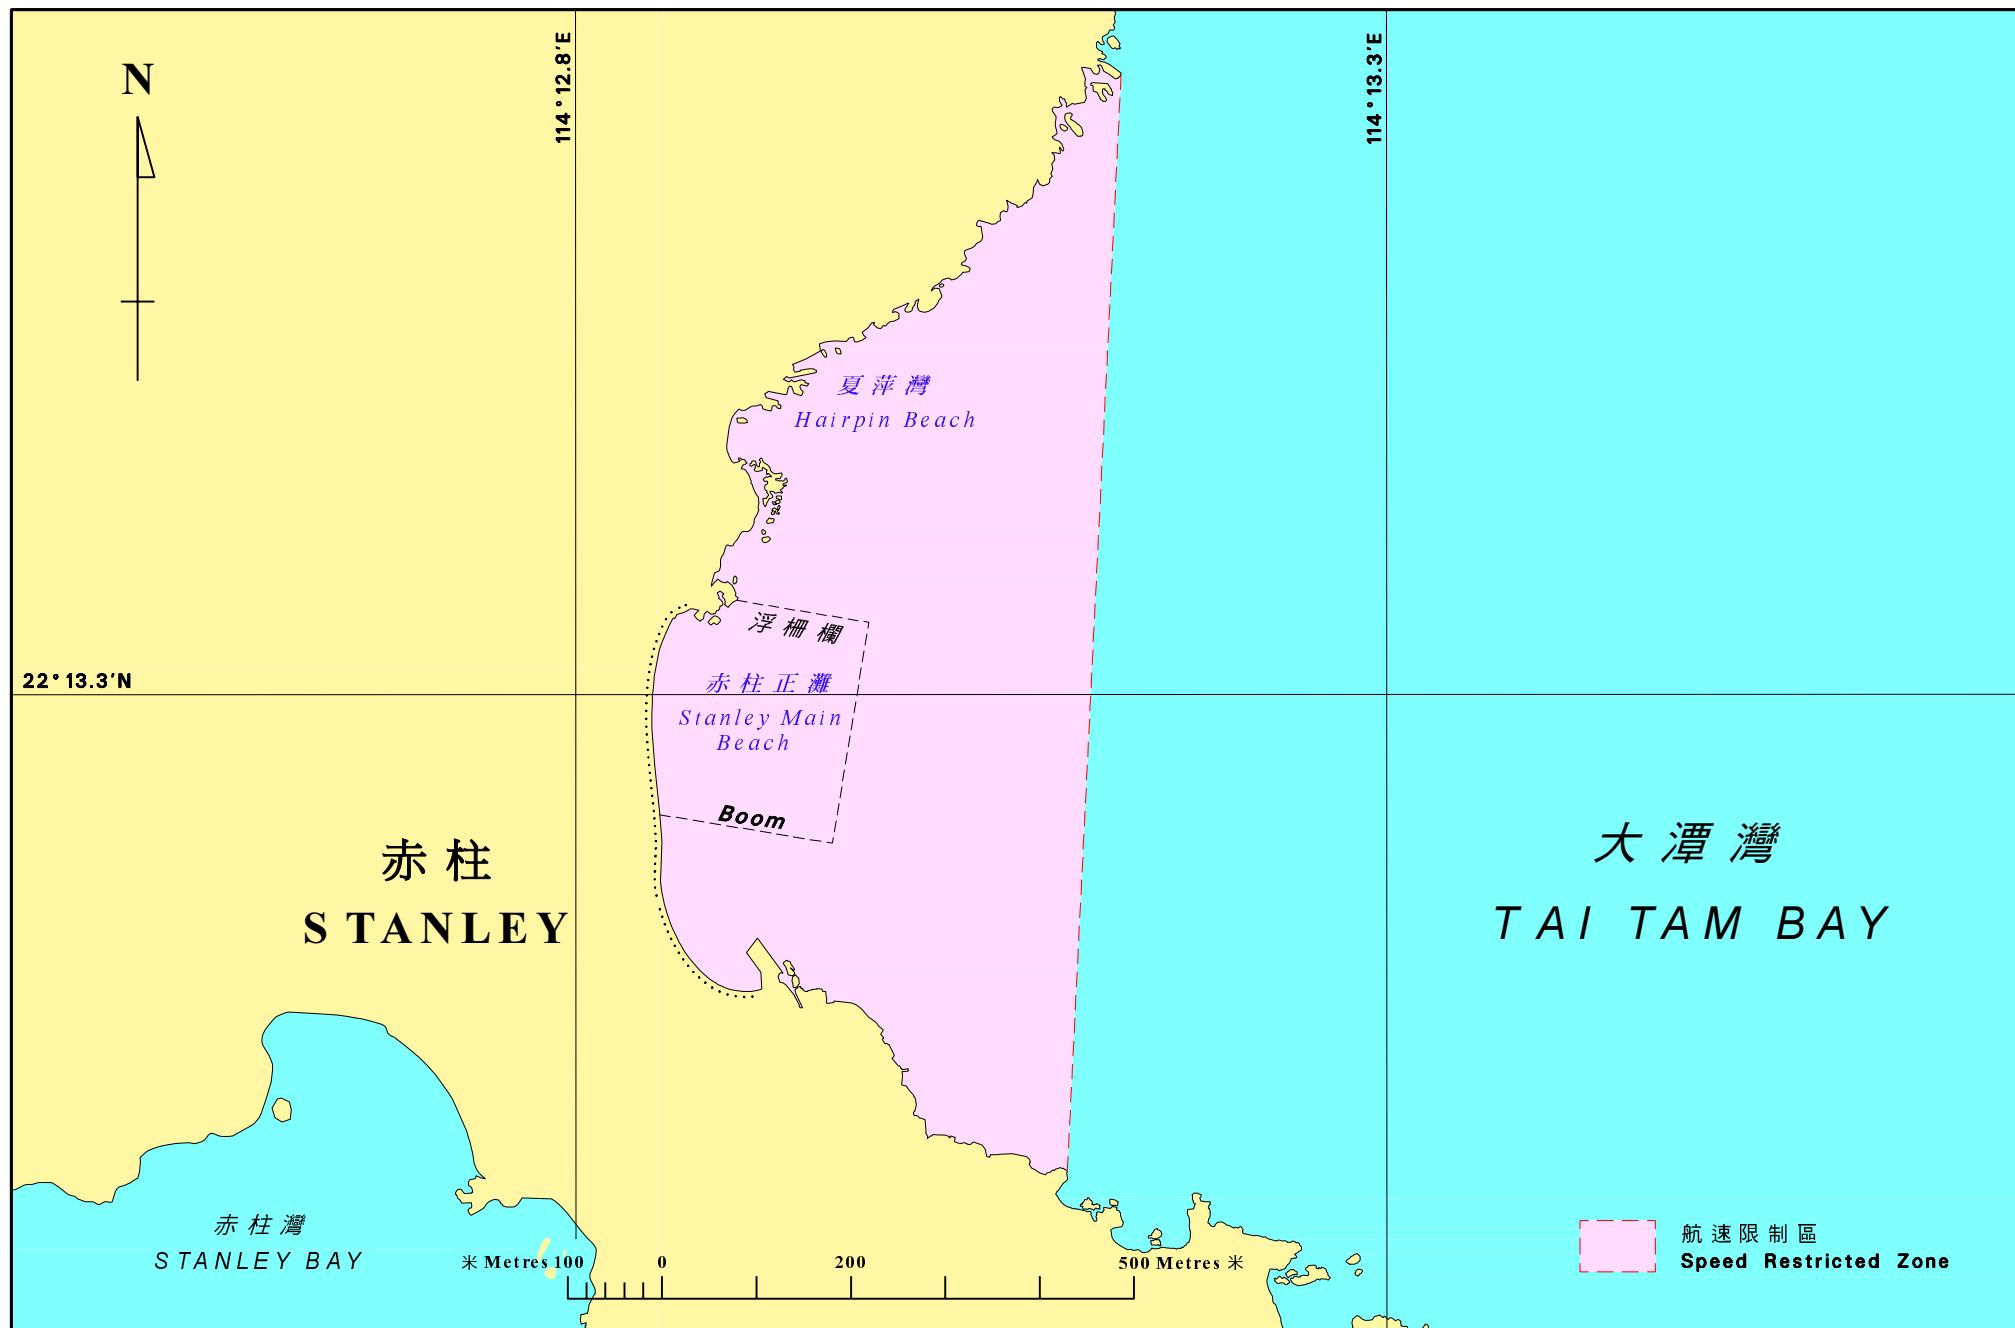 N
114°12.8'E
114°13.3'E
夏萍灣
Hairpin Beach
浮柵欄
22°13.3'N
赤柱正灘
Stanley Main
Beach
Boom
赤柱
STANLEY
大潭灣
TAI TAM BAY
赤柱灣
STANLEY BAY
米 Metres 100 0 200 500 Metres 米
航速限制區
Speed Restricted Zone